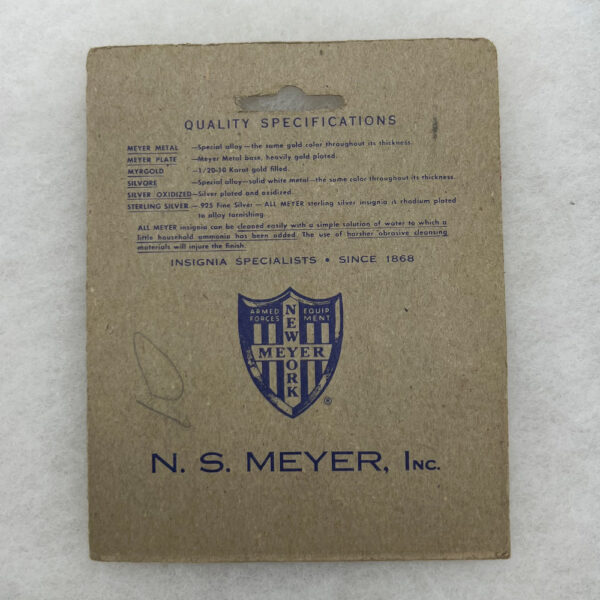 QUALITY SPECIFICATIONS
MEYER METAL —Special alloy— the same gold color throughout its thickness.
MEYER PLATE —Meyer Metal base, heavily gold plated.
MYRGOLD —1/20-10 Karat gold filled.
SILVORE —Special alloy—solid white metal—the same color throughout its thickness.
SILVER OXIDIZED—Silver plated and oxidized.
STERLING SILVER — 925 Fine Silver — ALL MEYER sterling silver insignia is rhodium plated
to allay tarnishing.
ALL MEYER insignia can be cleaned easily with a simple solution of water to which a
little household ammonia has been added. The use of harsher abrasive cleansing
materials will injure the finish.
INSIGNIA SPECIALISTS • SINCE 1868
ARMED FORCES EQUIP MENT
NEW YORK
MEYER
®
N. S. MEYER, INC.